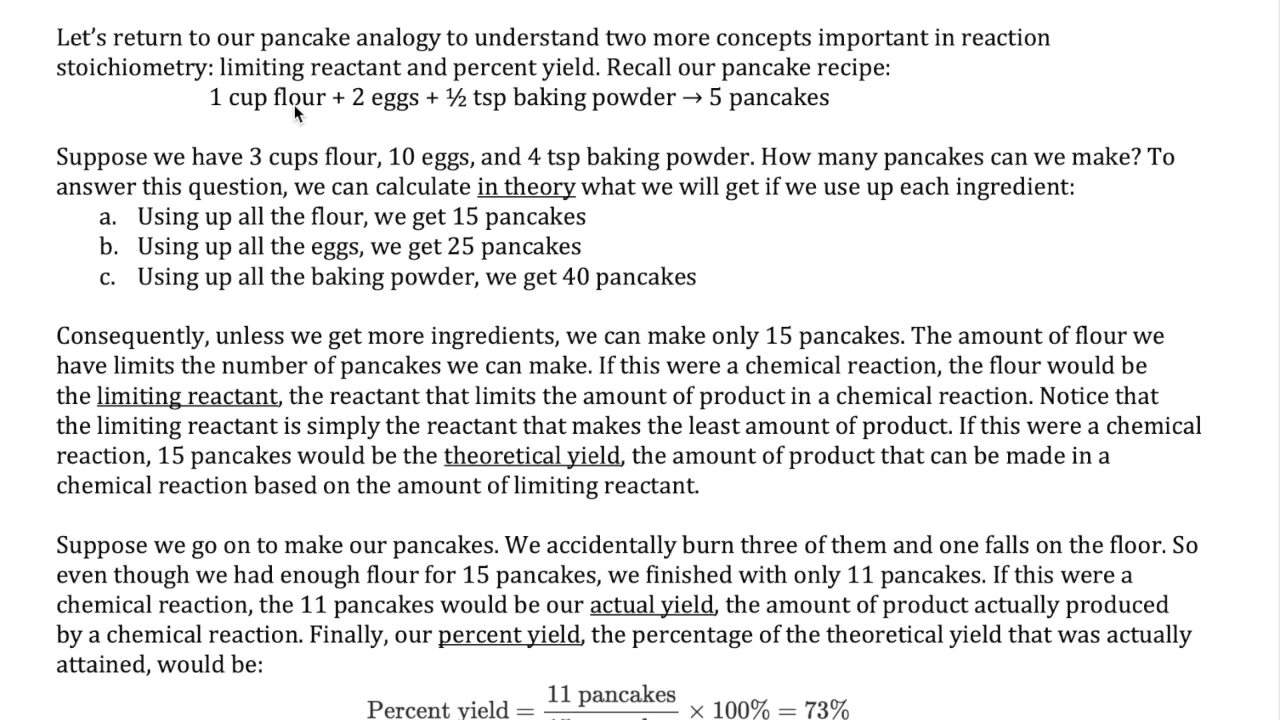 Let's return to our pancake analogy to understand two more concepts important in reaction
stoichiometry: limiting reactant and percent yield. Recall our pancake recipe:
1 cup flour + 2 eggs + ½ tsp baking powder → 5 pancakes
Suppose we have 3 cups flour, 10 eggs, and 4 tsp baking powder. How many pancakes can we make? To
answer this question, we can calculate in theory what we will get if we use up each ingredient:
a. Using up all the flour, we get 15 pancakes
b. Using up all the eggs, we get 25 pancakes
c. Using up all the baking powder, we get 40 pancakes
Consequently, unless we get more ingredients, we can make only 15 pancakes. The amount of flour we
have limits the number of pancakes we can make. If this were a chemical reaction, the flour would be
the limiting reactant, the reactant that limits the amount of product in a chemical reaction. Notice that
the limiting reactant is simply the reactant that makes the least amount of product. If this were a chemical
reaction, 15 pancakes would be the theoretical yield, the amount of product that can be made in a
chemical reaction based on the amount of limiting reactant.
Suppose we go on to make our pancakes. We accidentally burn three of them and one falls on the floor. So
even though we had enough flour for 15 pancakes, we finished with only 11 pancakes. If this were a
chemical reaction, the 11 pancakes would be our actual yield, the amount of product actually produced
by a chemical reaction. Finally, our percent yield, the percentage of the theoretical yield that was actually
attained, would be:
11 pancakes
Percent yield = × 100% = 73%